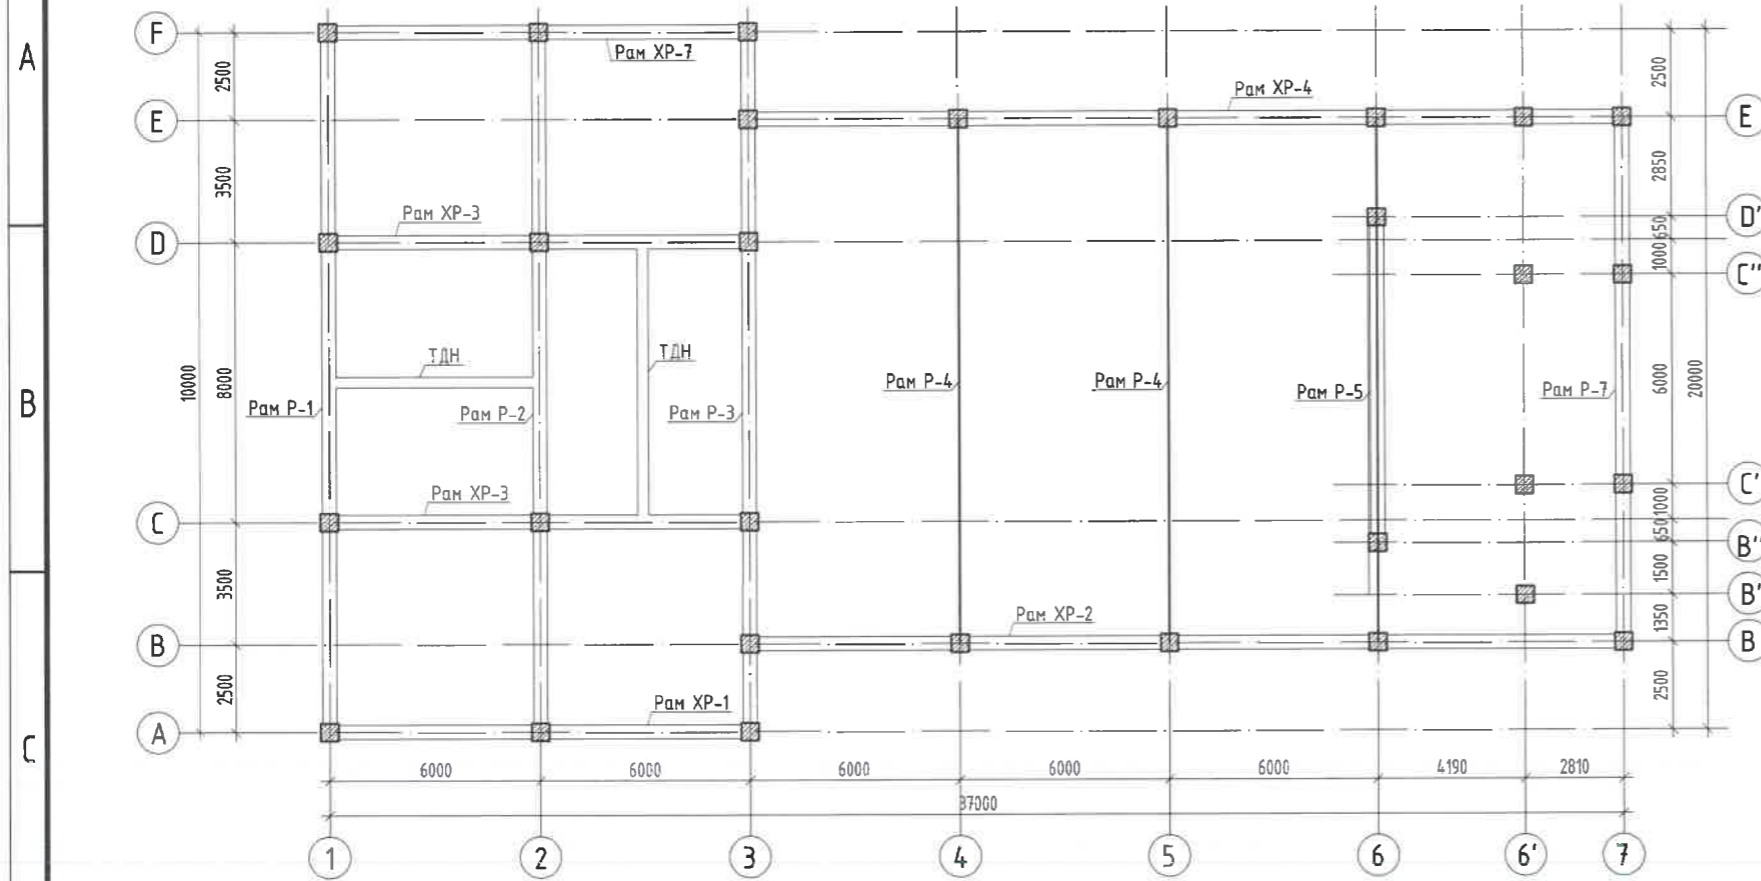 A
B
C
F
E
D
C
B
A
2500
3500
8000
3500
2500
10000
Рам ХР-7
Рам ХР-4
Рам ХР-3
ТДН
ТДН
Рам Р-1
Рам Р-2
Рам Р-3
Рам Р-4
Рам Р-4
Рам Р-5
Рам Р-7
Рам ХР-3
Рам ХР-2
Рам ХР-1
2500
2850
650
1000
6000
1000
650
1500
1350
2500
20000
E
D'
C''
C'
B''
B'
B
6000
6000
6000
6000
6000
4190
2810
37000
1
2
3
4
5
6
6'
7